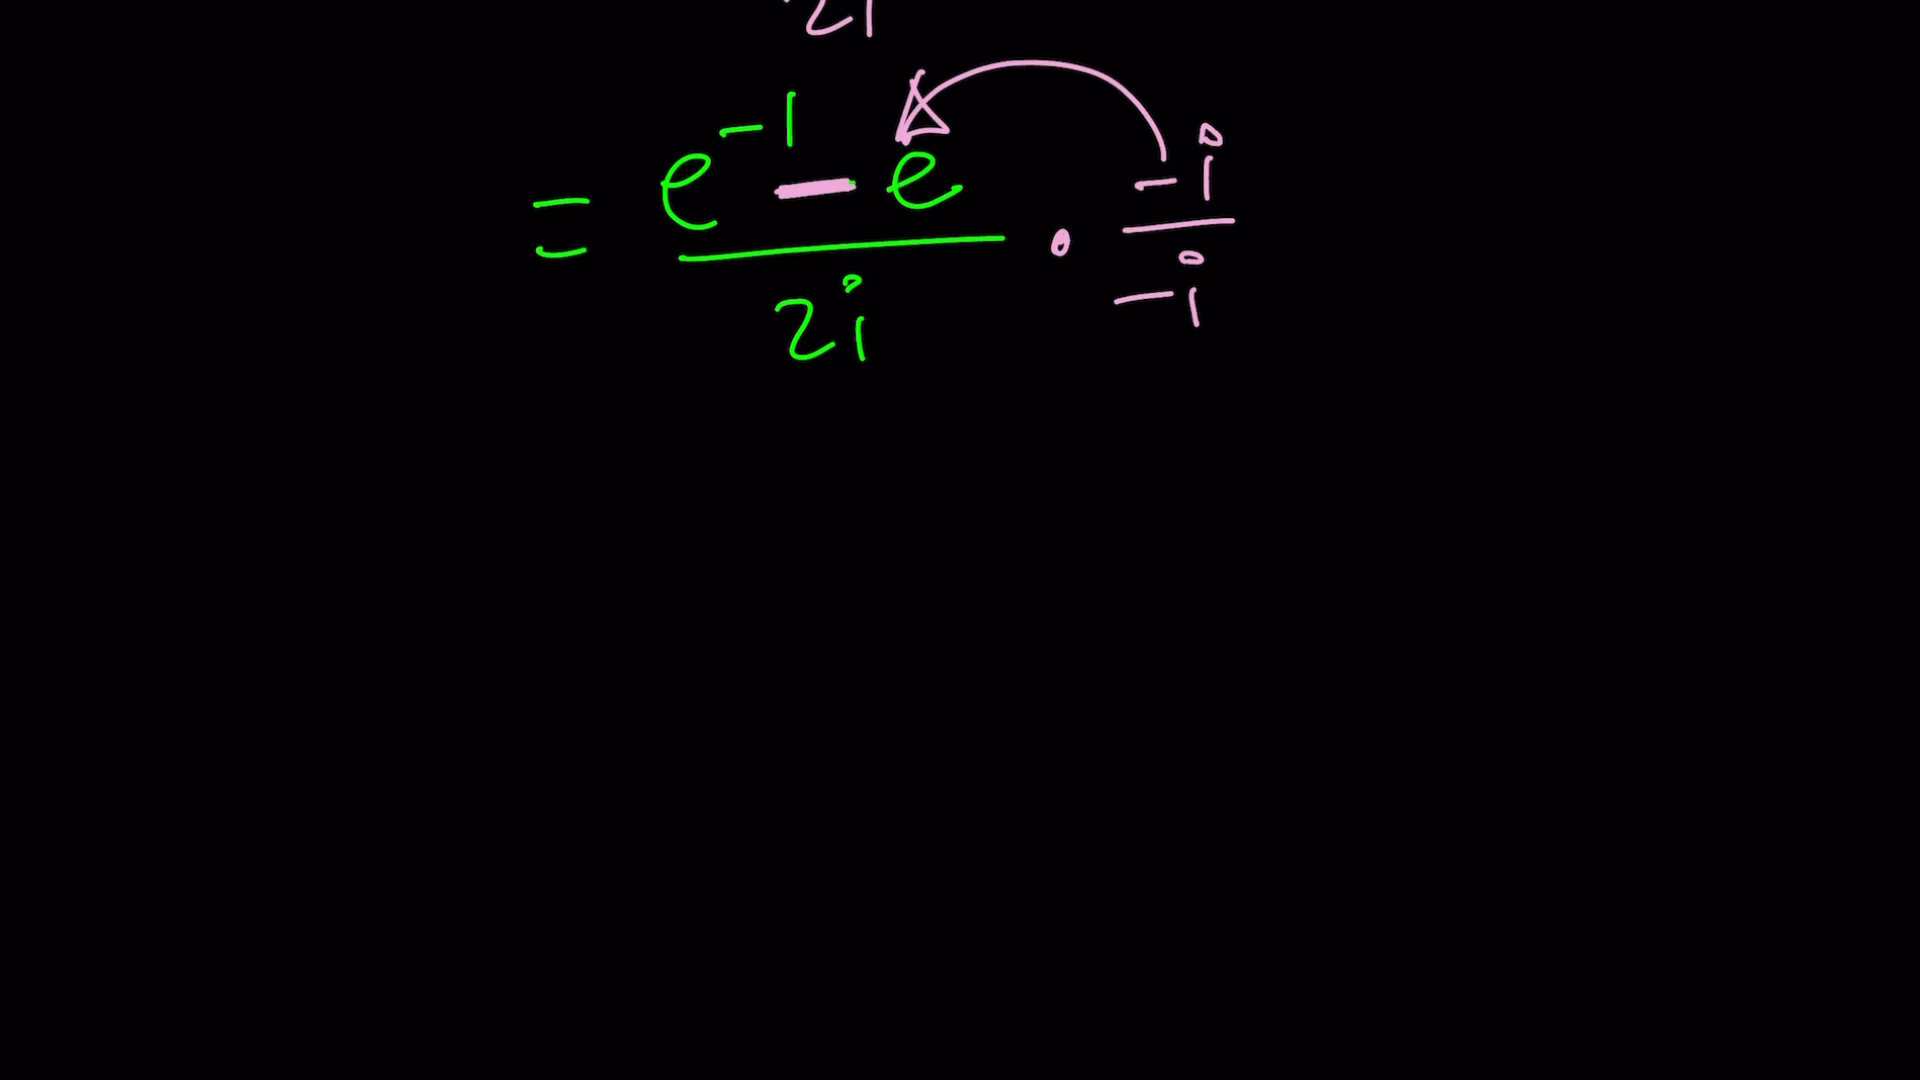 2i
= e^-1 - e / 2i · -i / -i